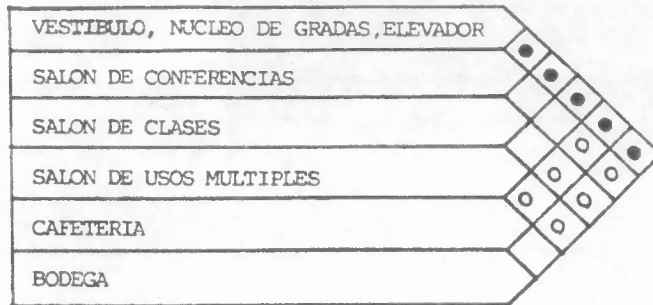 VESTIBULO, NUCLEO DE GRADAS,ELEVADOR
SALON DE CONFERENCIAS
SALON DE CLASES
SALON DE USOS MULTIPLES
CAFETERIA
BODEGA